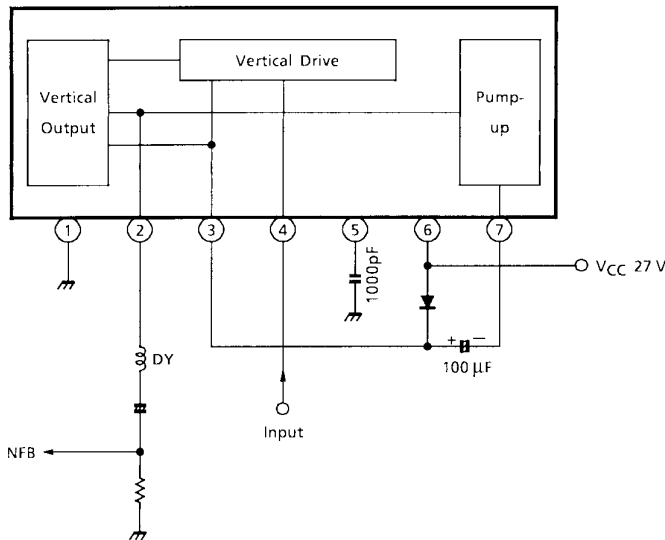 Vertical Drive
Vertical
Output
Pump-
up
1
2
3
4
5
6
7
1000pF
VCC 27 V
DY
+ −
100 μF
Input
NFB